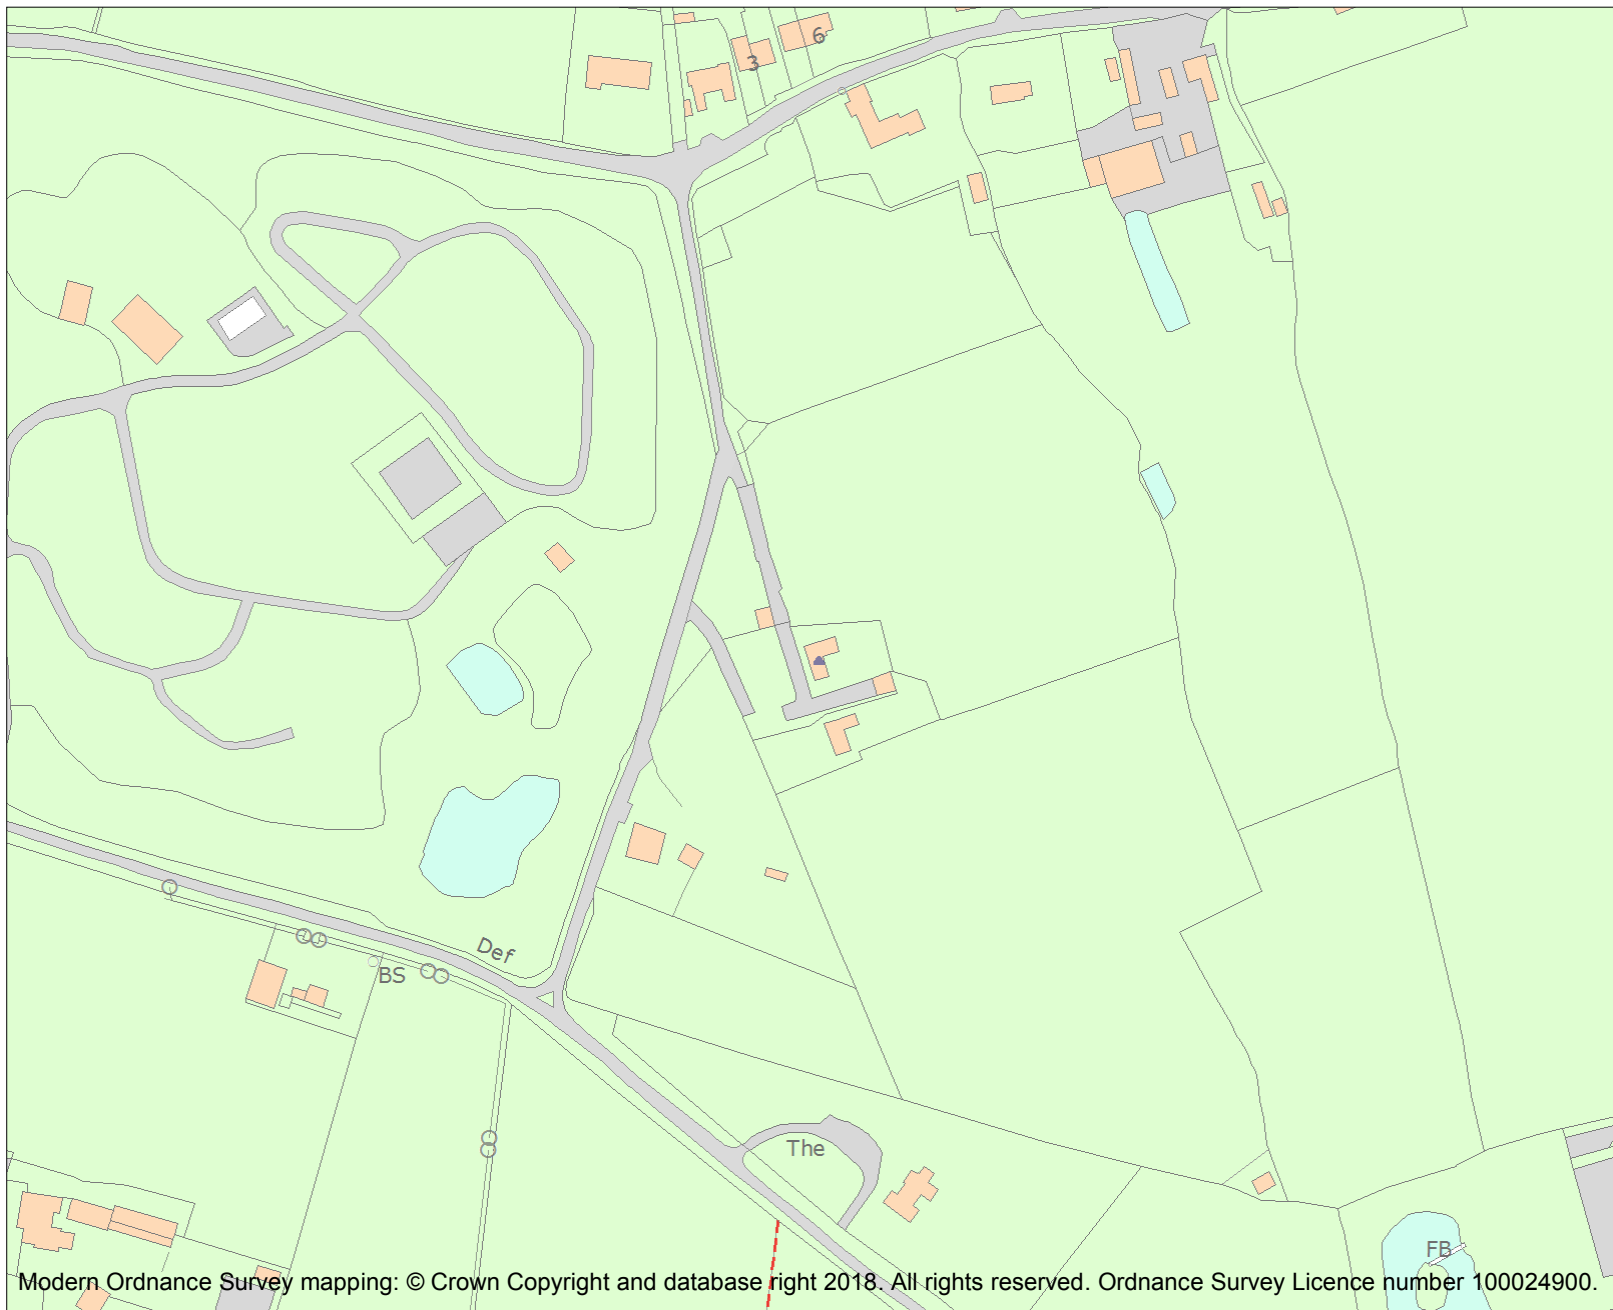 6
3
Def
BS
The
FB
Modern Ordnance Survey mapping: © Crown Copyright and database right 2018. All rights reserved. Ordnance Survey Licence number 100024900.